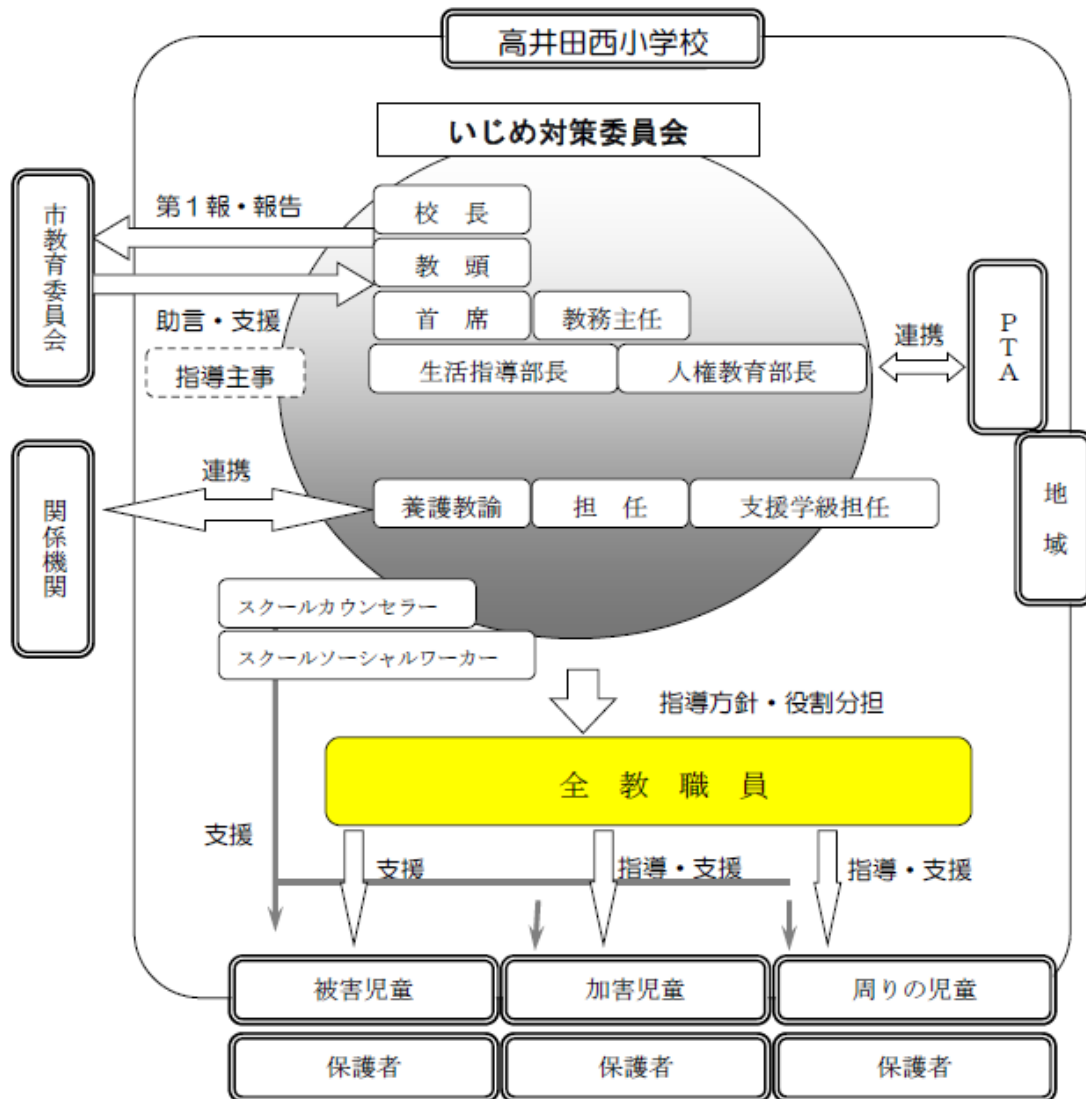 高井田西小学校
いじめ対策委員会
市教育委員会
第１報・報告
校　長
教　頭
助言・支援
首　席
教務主任
指導主事
生活指導部長
人権教育部長
連携
ＰＴＡ
地　域
関係機関
連携
養護教諭
担　任
支援学級担任
スクールカウンセラー
スクールソーシャルワーカー
指導方針・役割分担
全　教　職　員
支援
支援
指導・支援
指導・支援
被害児童
加害児童
周りの児童
保護者
保護者
保護者